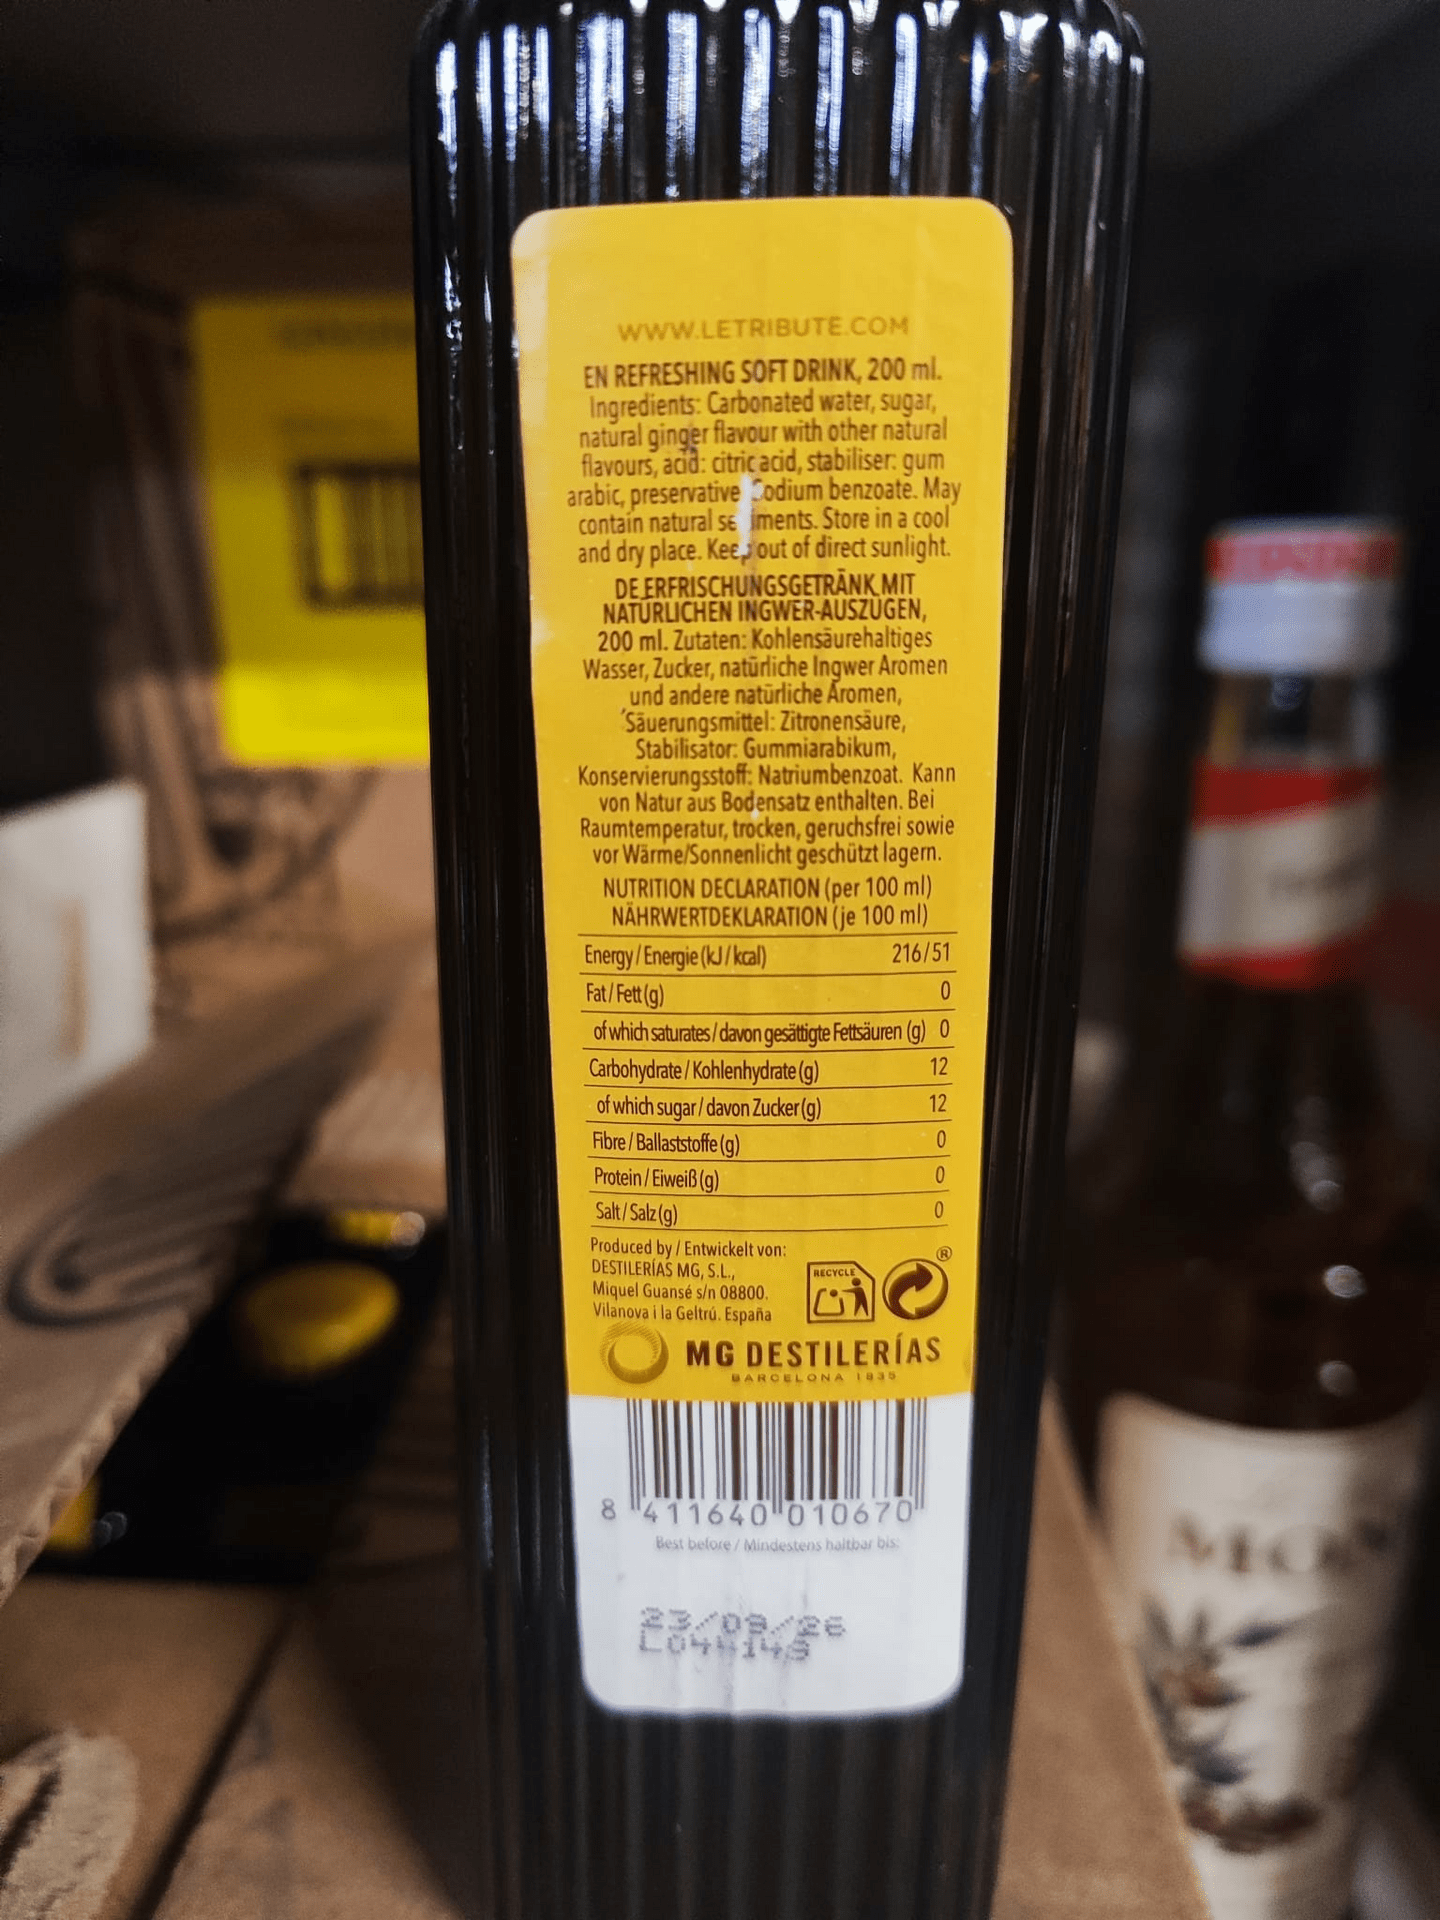 WWW.LETRIBUTE.COM
EN REFRESHING SOFT DRINK, 200 ml.
Ingredients: Carbonated water, sugar,
natural ginger flavour with other natural
flavours, acid: citric acid, stabiliser: gum
arabic, preservative Sodium benzoate. May
contain natural sediments. Store in a cool
and dry place. Keep out of direct sunlight.
DE ERFRISCHUNGSGETRÄNK MIT
NATÜRLICHEN INGWER-AUSZÜGEN,
200 ml. Zutaten: Kohlensäurehaltiges
Wasser, Zucker, natürliche Ingwer Aromen
und andere natürliche Aromen,
Säuerungsmittel: Zitronensäure,
Stabilisator: Gummiarabikum,
Konservierungsstoff: Natriumbenzoat. Kann
von Natur aus Bodensatz enthalten. Bei
Raumtemperatur, trocken, geruchsfrei sowie
vor Wärme/Sonnenlicht geschützt lagern.
NUTRITION DECLARATION (per 100 ml)
NÄHRWERTDEKLARATION (je 100 ml)
Energy / Energie (kJ / kcal) 216/51
Fat / Fett (g) 0
of which saturates / davon gesättigte Fettsäuren (g) 0
Carbohydrate / Kohlenhydrate (g) 12
of which sugar / davon Zucker (g) 12
Fibre / Ballaststoffe (g) 0
Protein / Eiweiß (g) 0
Salt / Salz (g) 0
Produced by / Entwickelt von:
DESTILERÍAS MG, S.L.,
Miquel Guansé s/n 08800.
Vilanova i la Geltrú. España
RECYCLE
®
MG DESTILERÍAS
BARCELONA 1835
8 411640 010670
Best before / Mindestens haltbar bis:
23/09/26